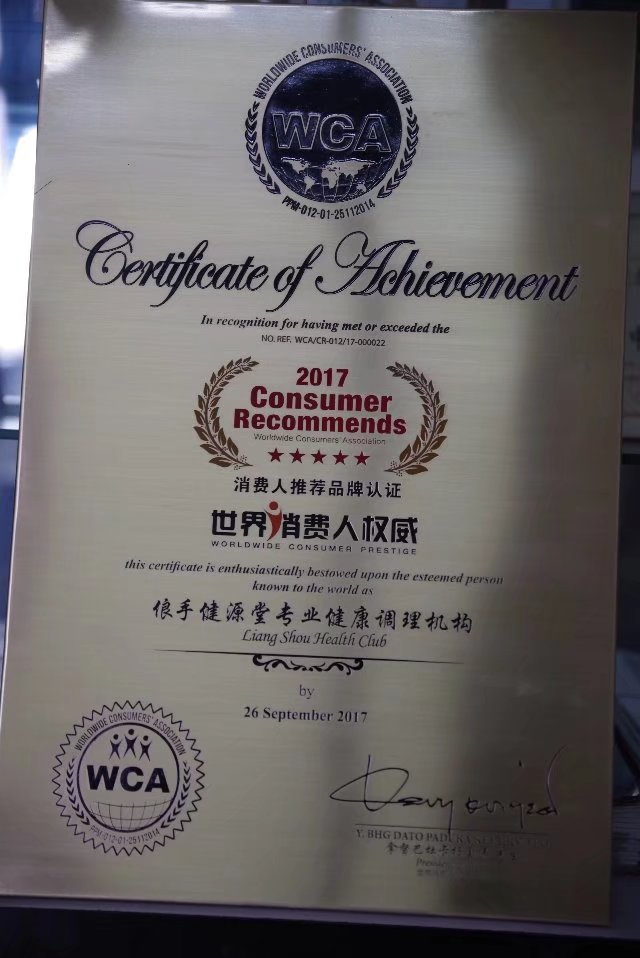 WORLDWIDE CONSUMERS' ASSOCIATION
WCA
PPM-012-01-25112014
Certificate of Achievement
In recognition for having met or exceeded the
NO. REF. WCA/CR-012/17-000022
2017
Consumer
Recommends
Worldwide Consumers' Association
消费人推荐品牌认证
世界消费人权威
WORLDWIDE CONSUMER PRESTIGE
this certificate is enthusiastically bestowed upon the esteemed person
known to the world as
俍手健源堂专业健康调理机构
Liang Shou Health Club
by
26 September 2017
WORLDWIDE CONSUMERS' ASSOCIATION
WCA
PPM-012-01-25112014
Y. BHG DATO PADUKA
拿督巴杜卡